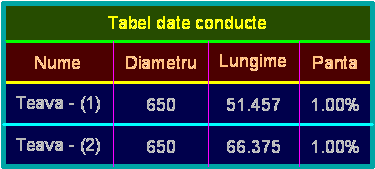 Tabel date conducte
Nume Diametru Lungime Panta
Teava - (1) 650 51.457 1.00%
Teava - (2) 650 66.375 1.00%